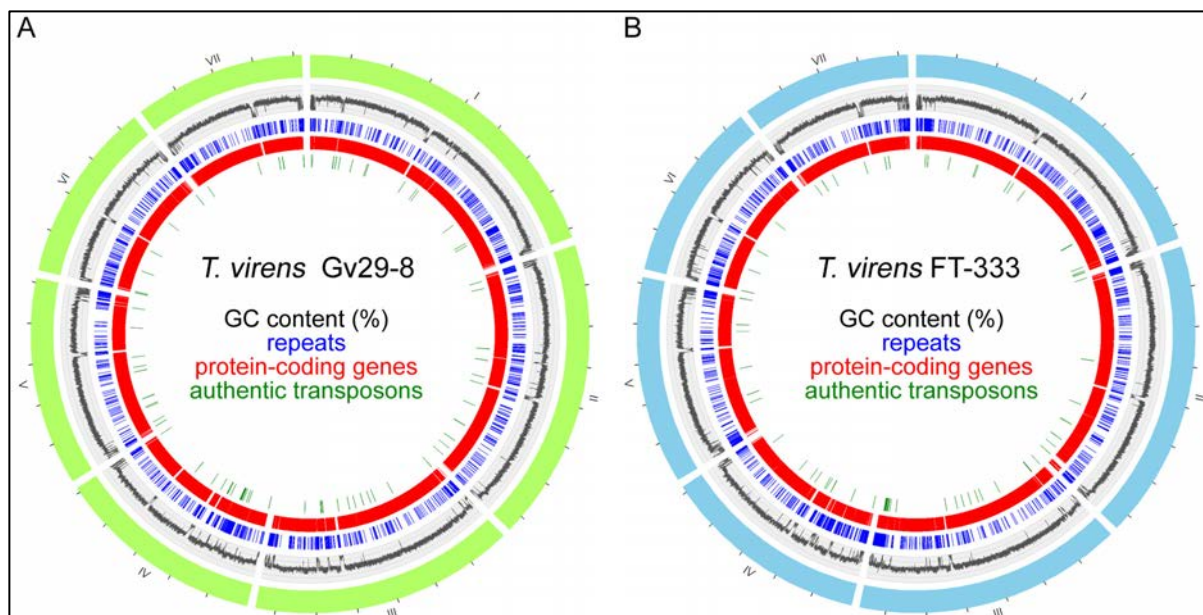 A
VII
I
VI
T. virens Gv29-8
GC content (%)
repeats
protein-coding genes
authentic transposons
II
V
IV
III
B
VII
I
VI
T. virens FT-333
GC content (%)
repeats
protein-coding genes
authentic transposons
II
V
IV
III